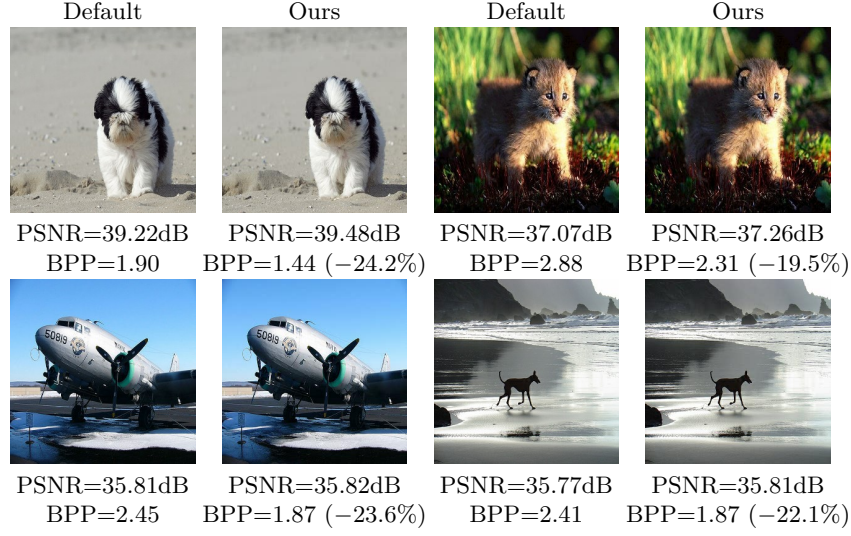 Default Ours Default Ours
PSNR=39.22dB PSNR=39.48dB PSNR=37.07dB PSNR=37.26dB
BPP=1.90 BPP=1.44 (−24.2%) BPP=2.88 BPP=2.31 (−19.5%)
50819 50819
PSNR=35.81dB PSNR=35.82dB PSNR=35.77dB PSNR=35.81dB
BPP=2.45 BPP=1.87 (−23.6%) BPP=2.41 BPP=1.87 (−22.1%)